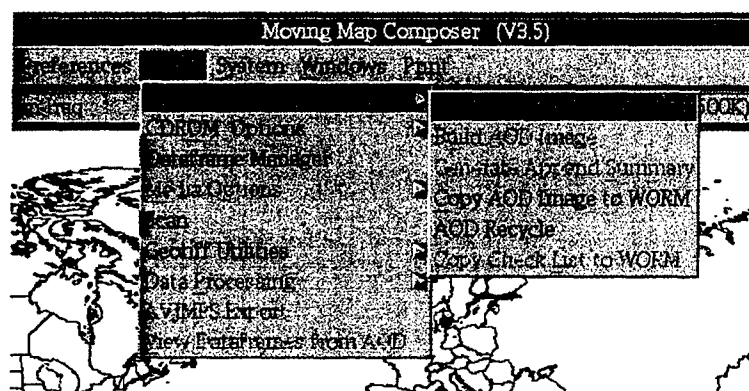 Moving Map Composer (V3.5)
Preferences System Windows Print
500K)
CDROM Options
Dataframe Manager
Media Options
Scan
Geotiff Utilities
Data Processing
View Dataframes from AOD
Build AOD Image
Generate Append Summary
Copy AOD Image to WORM
AOD Recycle
Copy Check List to WORM